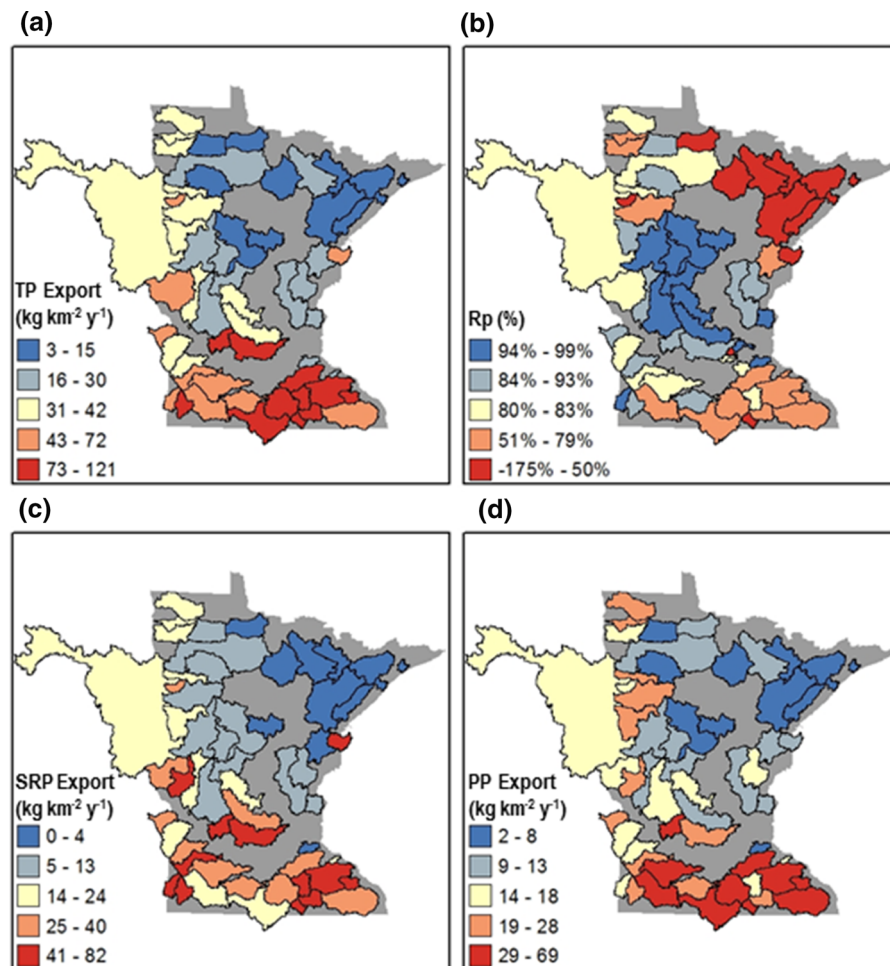 (a)
TP Export
(kg km-2 y-1)
3 - 15
16 - 30
31 - 42
43 - 72
73 - 121
(b)
Rp (%)
94% - 99%
84% - 93%
80% - 83%
51% - 79%
-175% - 50%
(c)
SRP Export
(kg km-2 y-1)
0 - 4
5 - 13
14 - 24
25 - 40
41 - 82
(d)
PP Export
(kg km-2 y-1)
2 - 8
9 - 13
14 - 18
19 - 28
29 - 69